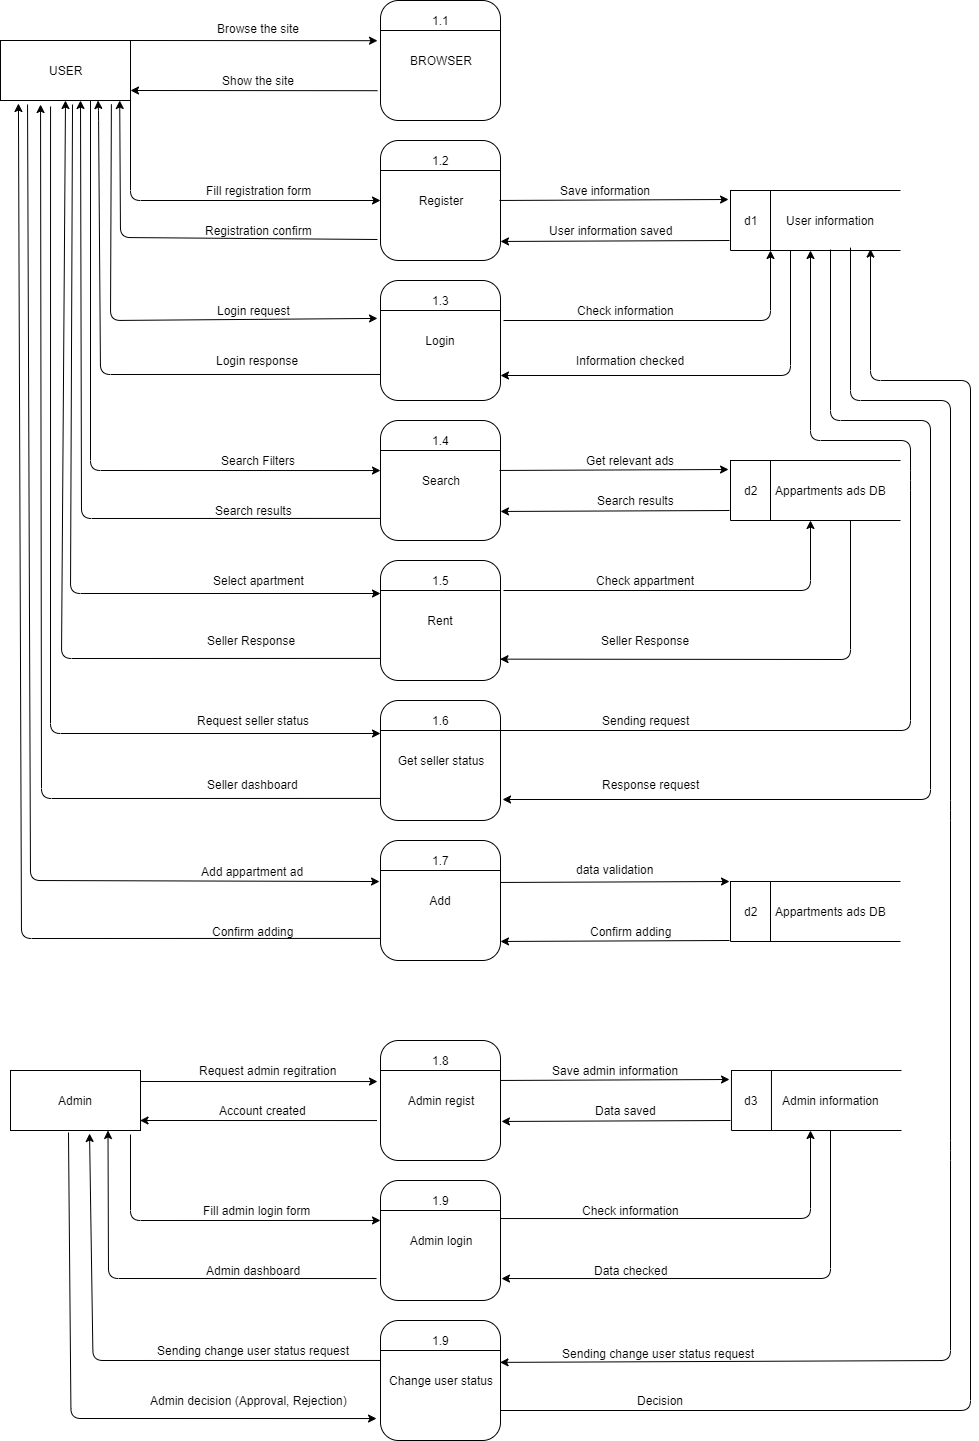 1.1
Browse the site
BROWSER
USER
Show the site
1.2
Fill registration form
Register
Save information
d1
User information
Registration confirm
User information saved
1.3
Login request
Check information
Login
Login response
Information checked
1.4
Search Filters
Get relevant ads
Search
d2
Appartments ads DB
Search results
Search results
1.5
Select apartment
Check appartment
Rent
Seller Response
Seller Response
1.6
Request seller status
Sending request
Get seller status
Seller dashboard
Response request
1.7
Add appartment ad
data validation
Add
d2
Appartments ads DB
Confirm adding
Confirm adding
1.8
Request admin regitration
Save admin information
Admin
Admin regist
d3
Admin information
Account created
Data saved
1.9
Fill admin login form
Check information
Admin login
Admin dashboard
Data checked
1.9
Sending change user status request
Sending change user status request
Change user status
Admin decision (Approval, Rejection)
Decision